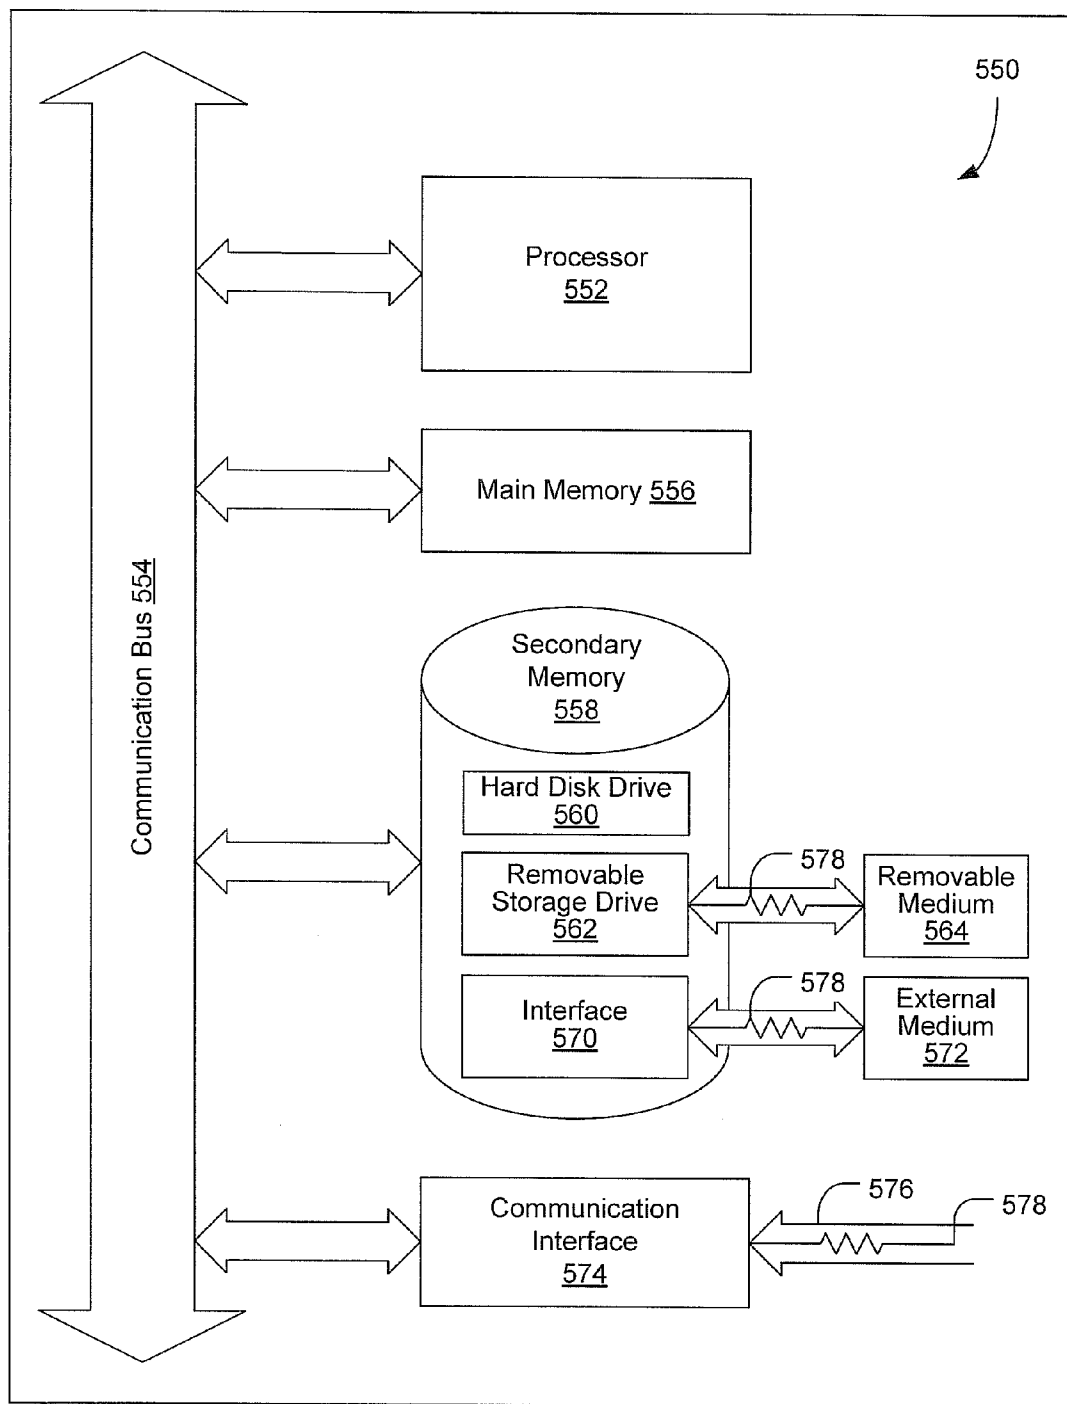 550
Processor
552
Main Memory 556
Communication Bus 554
Secondary
Memory
558
Hard Disk Drive
560
Removable
Storage Drive
562
578
Removable
Medium
564
Interface
570
578
External
Medium
572
Communication
Interface
574
576
578